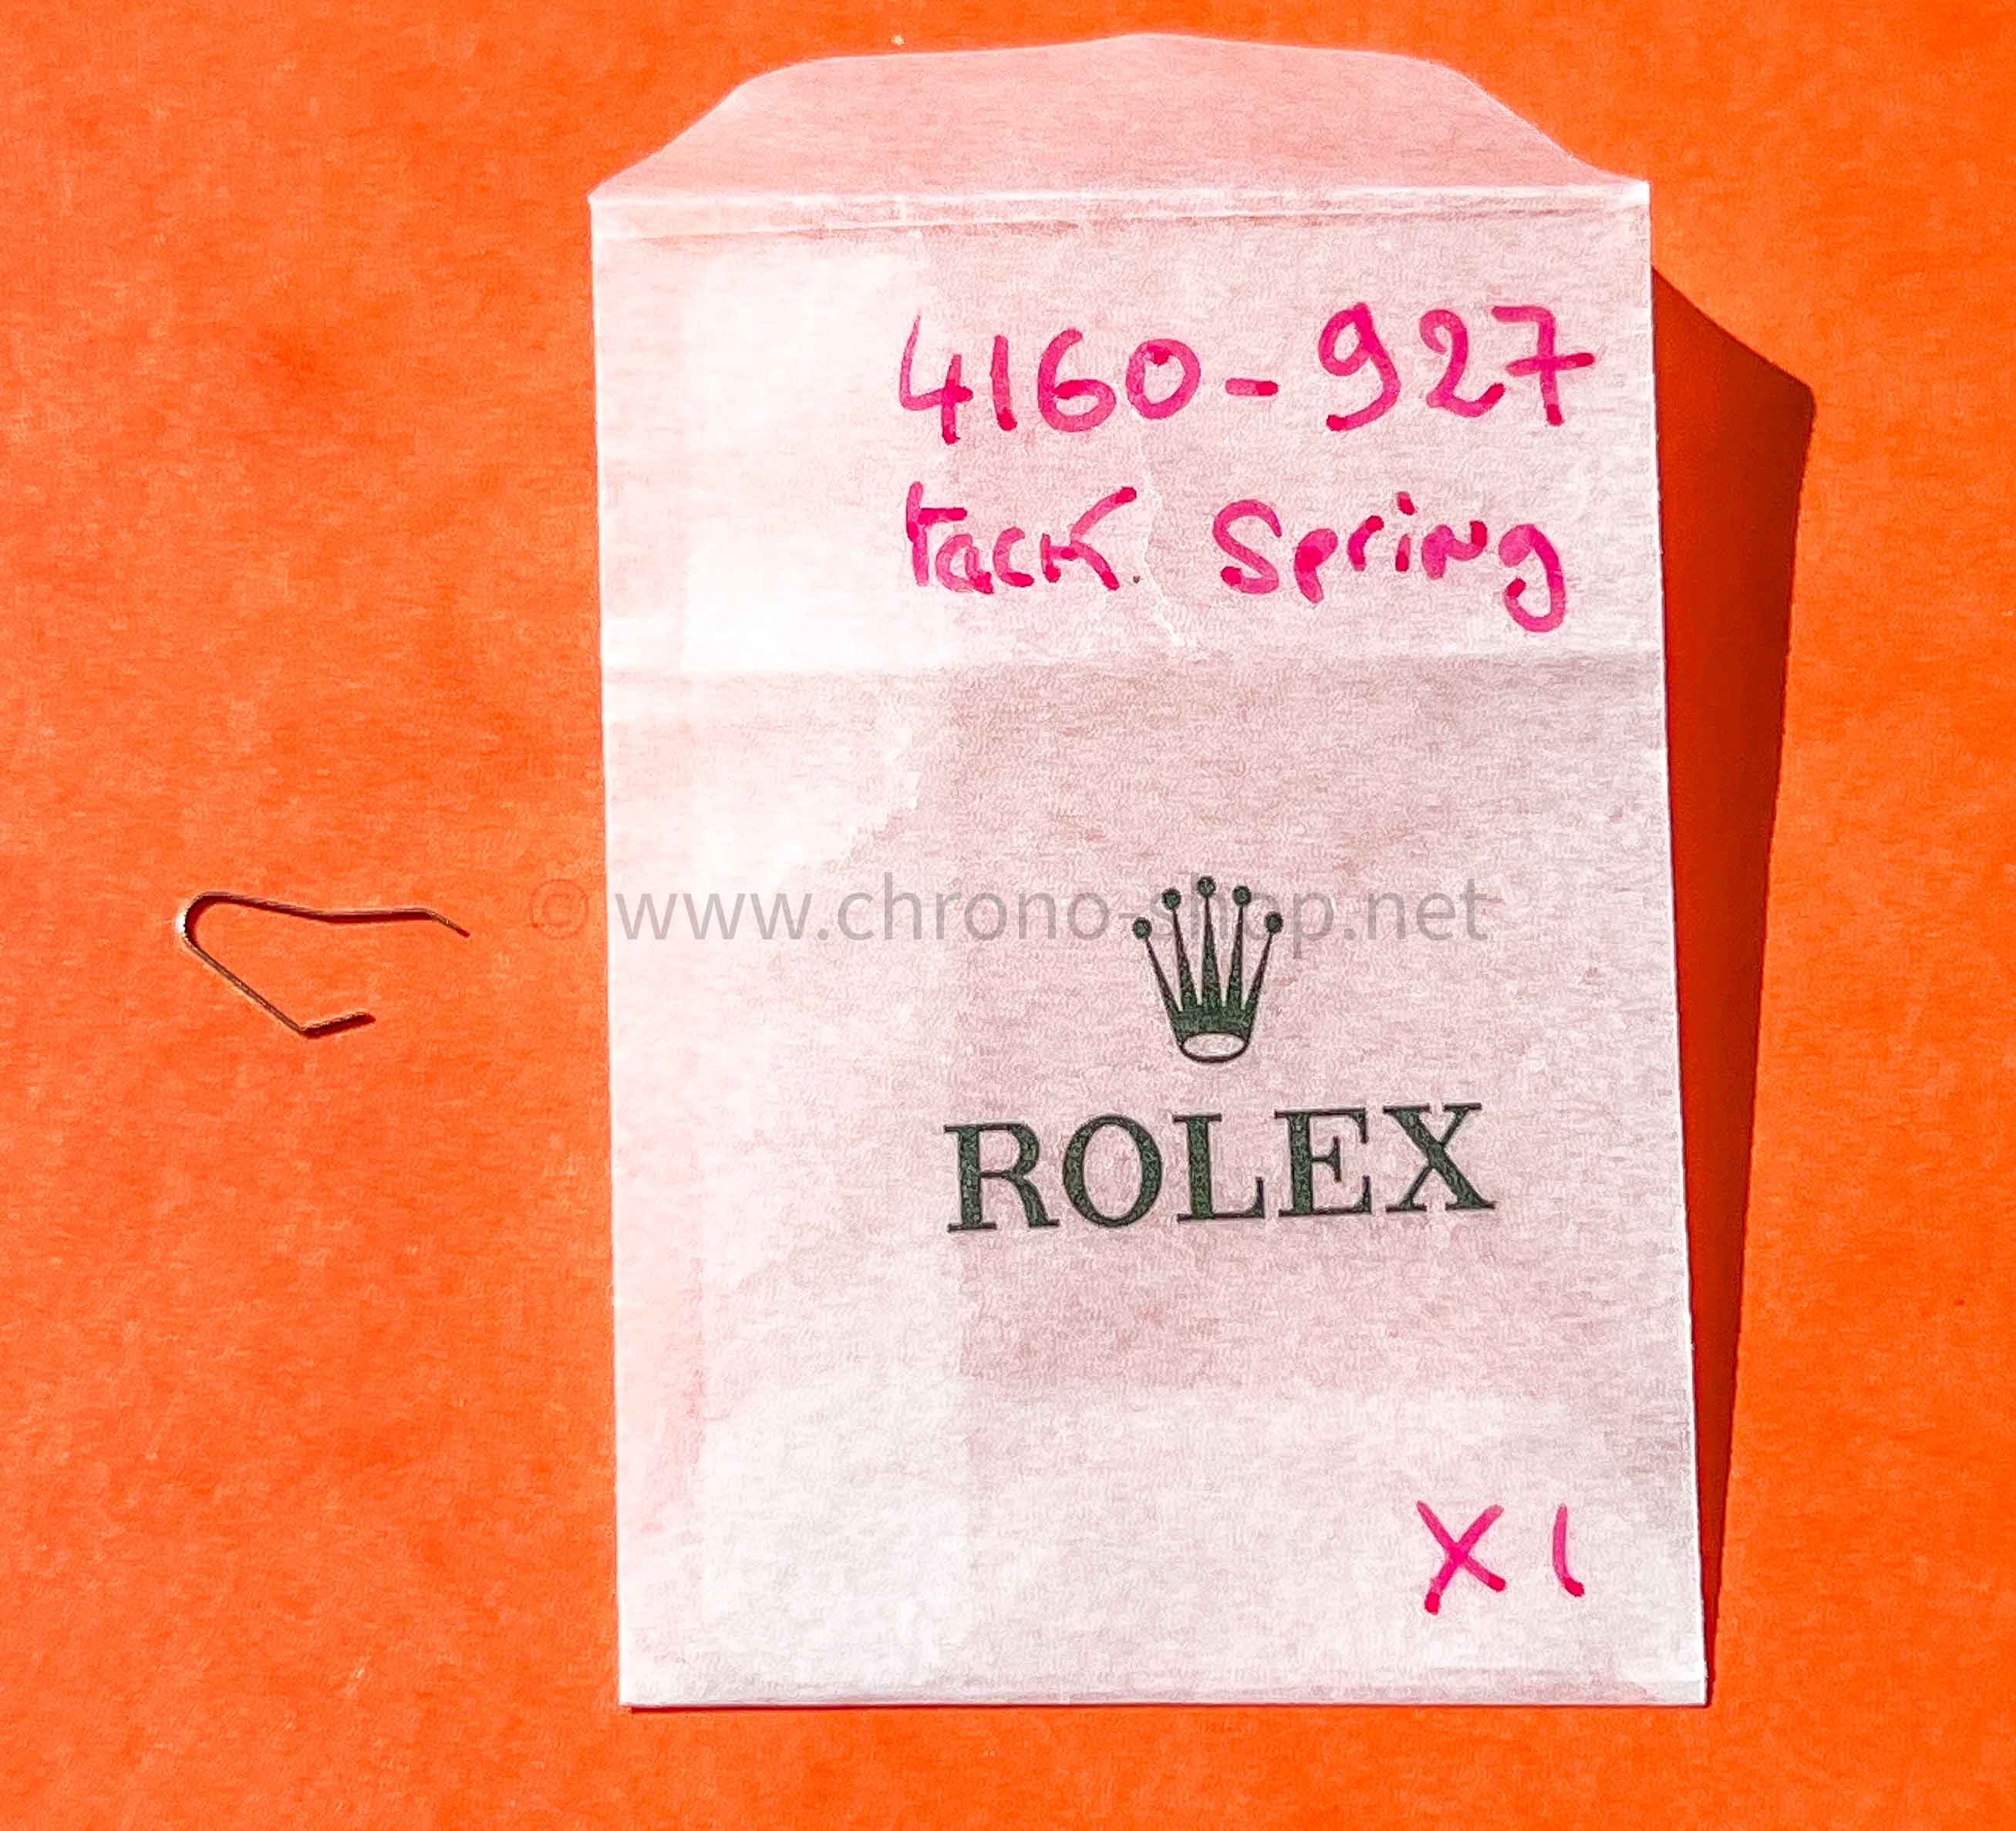 4160-927
tack spring
© www.chrono-shop.net
ROLEX
X1